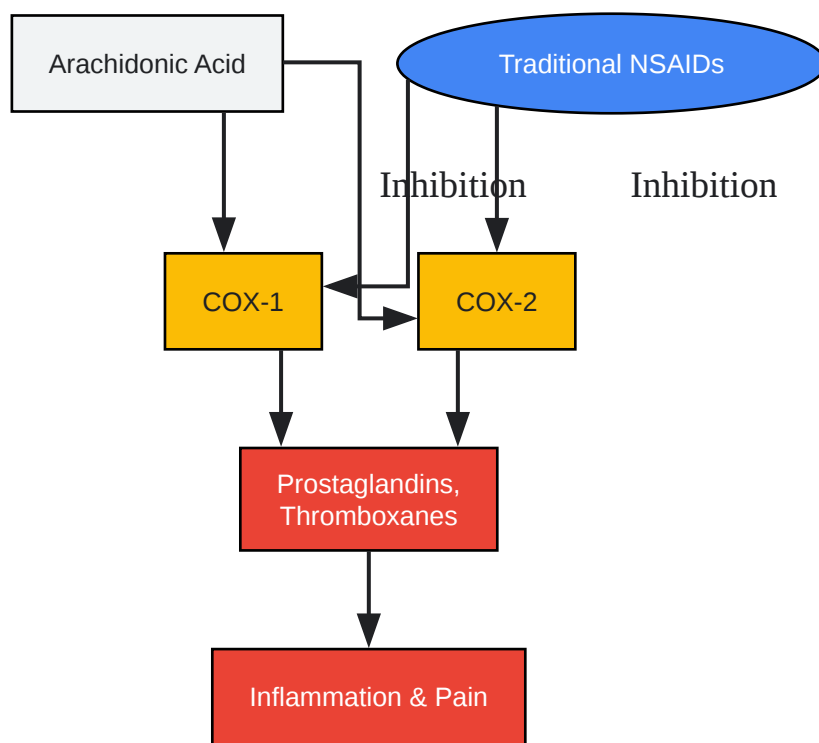 Arachidonic Acid
Traditional NSAIDs
Inhibition
Inhibition
COX-1
COX-2
Prostaglandins,
Thromboxanes
Inflammation & Pain